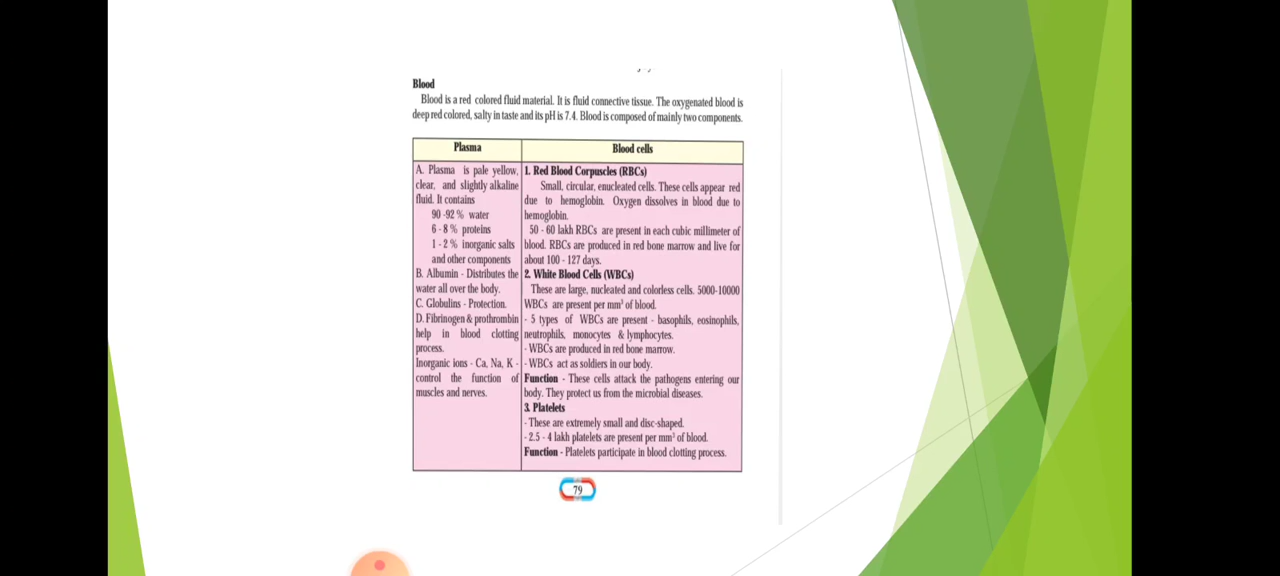 Blood
Blood is a red colored fluid material. It is fluid connective tissue. The oxygenated blood is
deep red colored, salty in taste and its pH is 7.4. Blood is composed of mainly two components.
Plasma
A. Plasma is pale yellow,
clear, and slightly alkaline
fluid. It contains
90 -92 % water
6 - 8 % proteins
1 - 2 % inorganic salts
and other components
B. Albumin - Distributes the
water all over the body.
C. Globulins - Protection.
D. Fibrinogen & prothrombin
help in blood clotting
process.
Inorganic ions - Ca, Na, K -
control the function of
muscles and nerves.
Blood cells
1. Red Blood Corpuscles (RBCs)
Small, circular, enucleated cells. These cells appear red
due to hemoglobin. Oxygen dissolves in blood due to
hemoglobin.
50 - 60 lakh RBCs are present in each cubic millimeter of
blood. RBCs are produced in red bone marrow and live for
about 100 - 127 days.
2. White Blood Cells (WBCs)
These are large, nucleated and colorless cells. 5000-10000
WBCs are present per mm³ of blood.
- 5 types of WBCs are present - basophils, eosinophils,
neutrophils, monocytes & lymphocytes.
- WBCs are produced in red bone marrow.
- WBCs act as soldiers in our body.
Function - These cells attack the pathogens entering our
body. They protect us from the microbial diseases.
3. Platelets
- These are extremely small and disc-shaped.
- 2.5 - 4 lakh platelets are present per mm³ of blood.
Function - Platelets participate in blood clotting process.
79